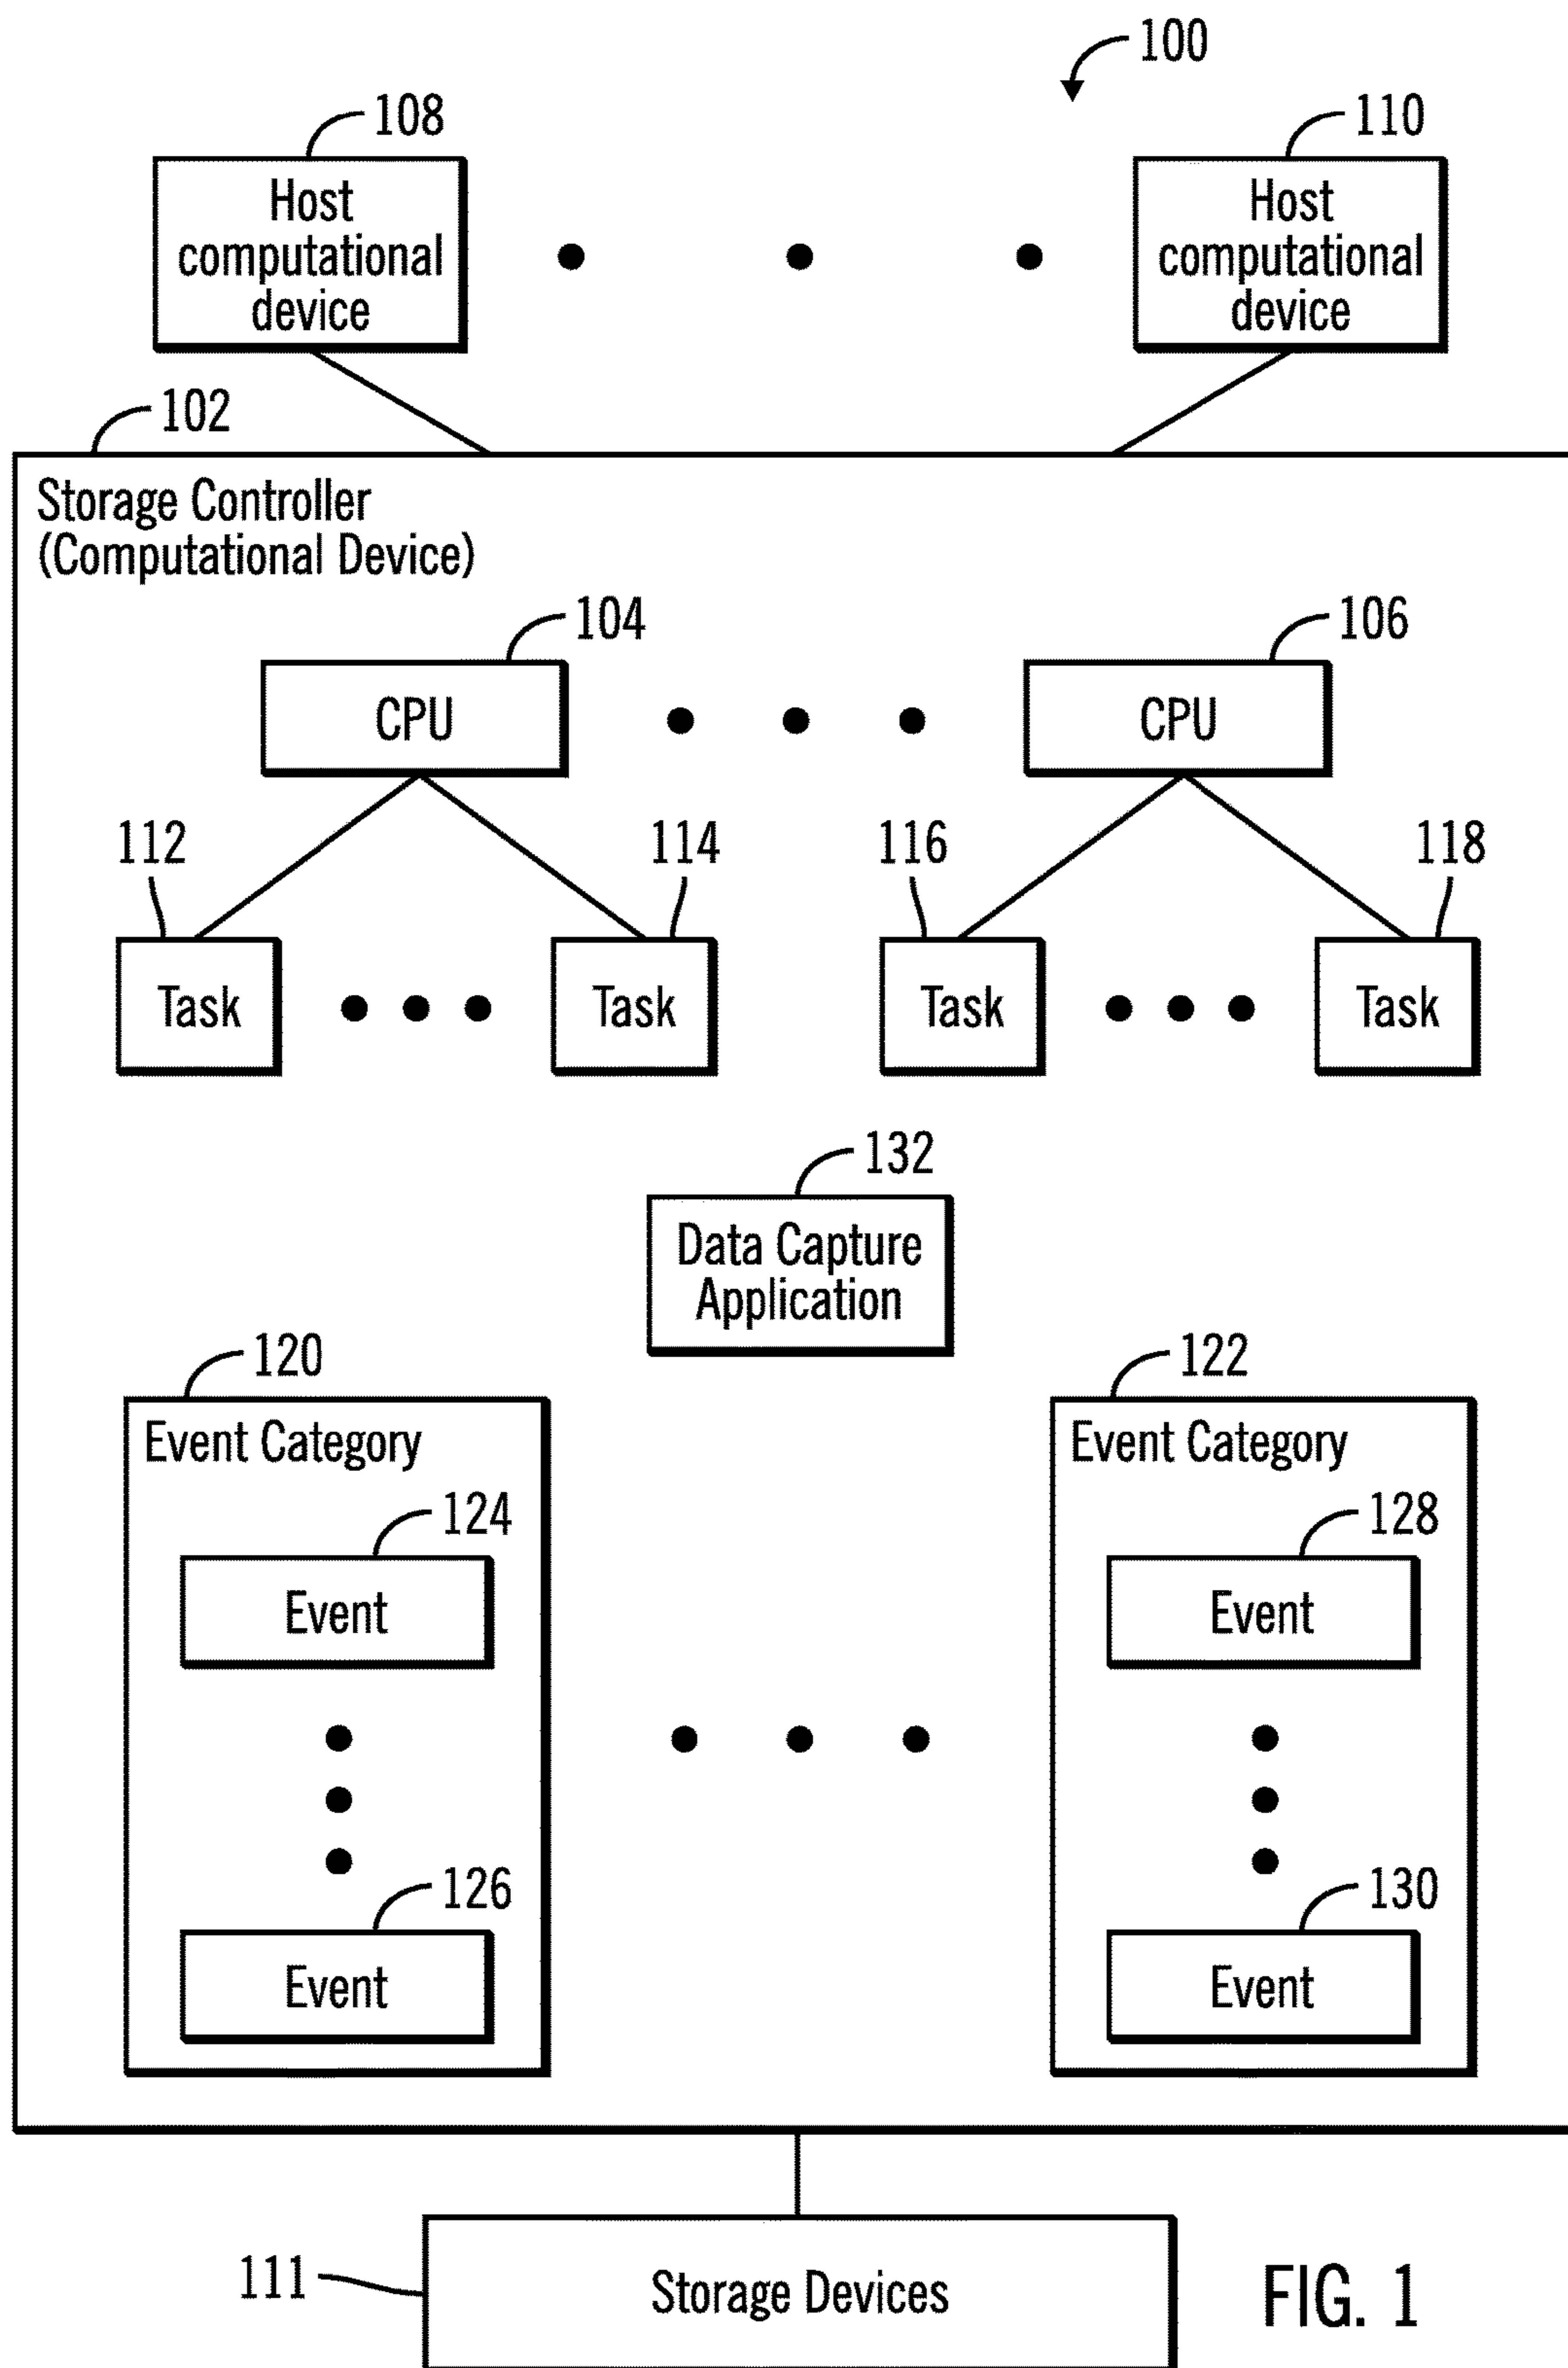 100
108
110
Host
computational
device
Host
computational
device
102
Storage Controller
(Computational Device)
104
106
CPU
CPU
112
114
116
118
Task
Task
Task
Task
132
Data Capture
Application
120
122
Event Category
Event Category
124
128
Event
Event
126
130
Event
Event
111
Storage Devices
FIG. 1